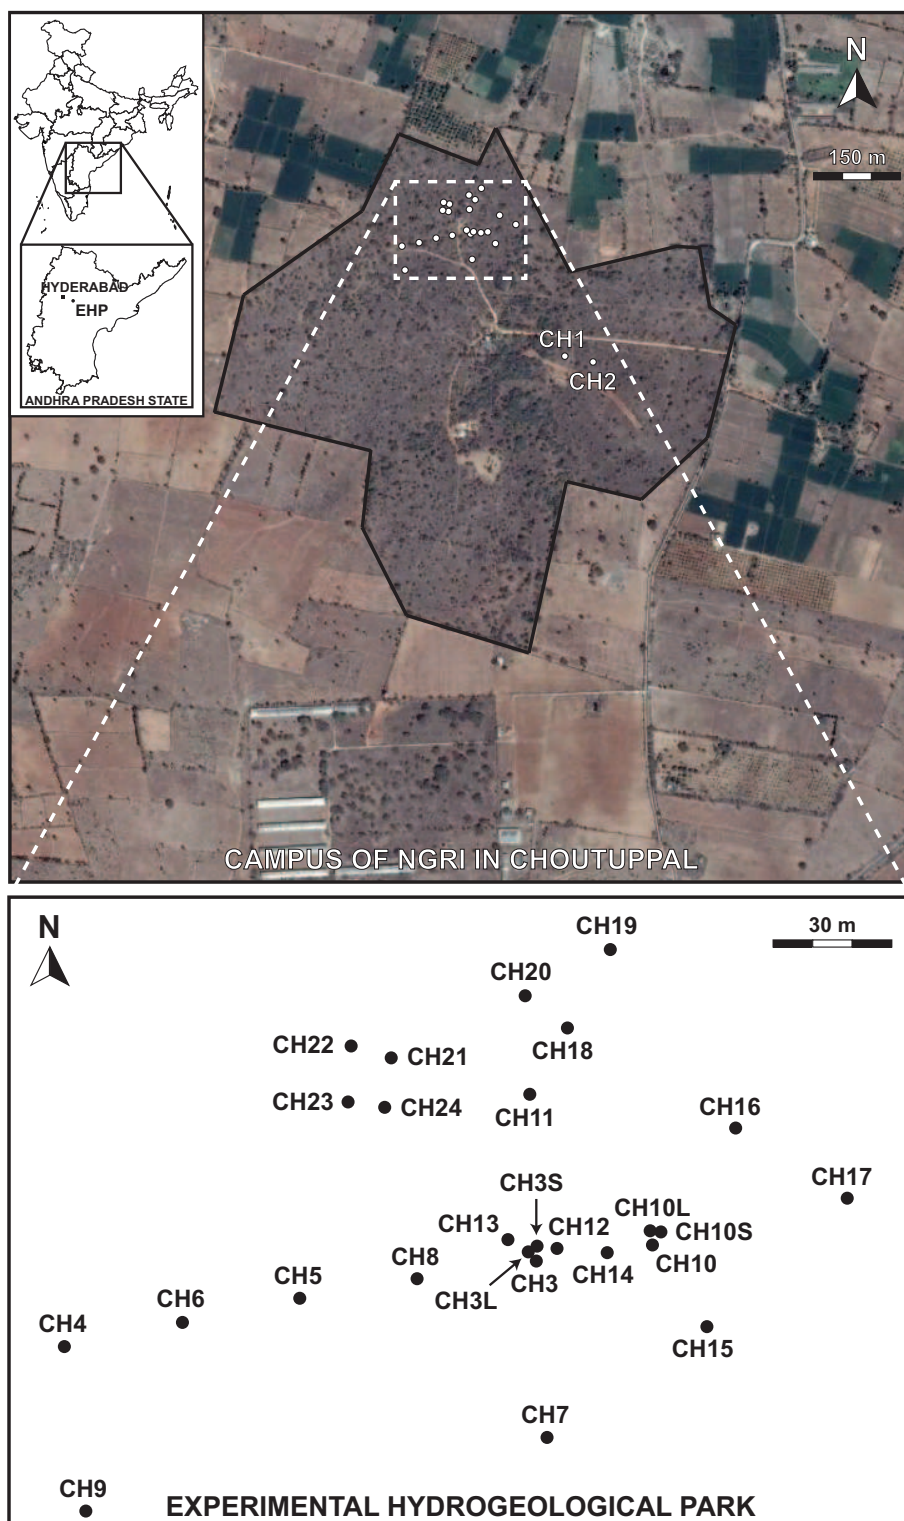 N
150 m
HYDERABAD
EHP
ANDHRA PRADESH STATE
CH1
CH2
CAMPUS OF NGRI IN CHOUTUPPAL
N
30 m
CH19
CH20
CH18
CH22
CH21
CH23
CH24
CH11
CH16
CH17
CH3S
CH10L
CH13
CH12
CH10S
CH8
CH14
CH10
CH3
CH5
CH3L
CH6
CH4
CH15
CH7
CH9
EXPERIMENTAL HYDROGEOLOGICAL PARK